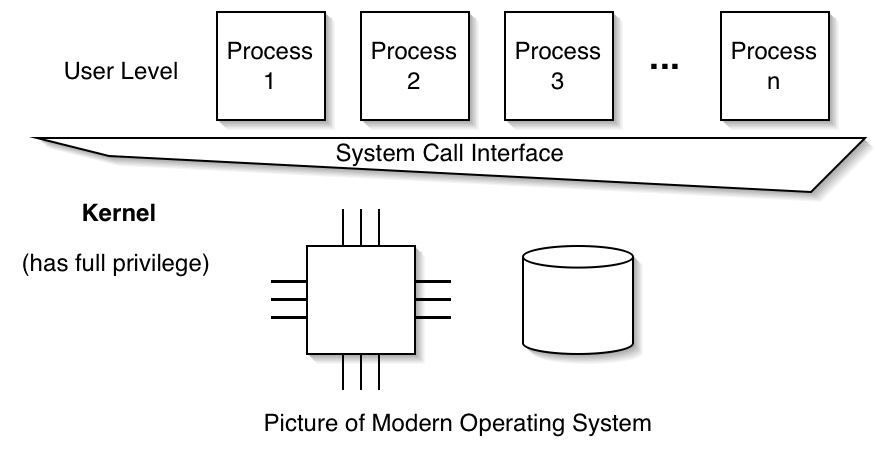 User Level
Process
1
Process
2
Process
3
...
Process
n
System Call Interface
Kernel
(has full privilege)
Picture of Modern Operating System